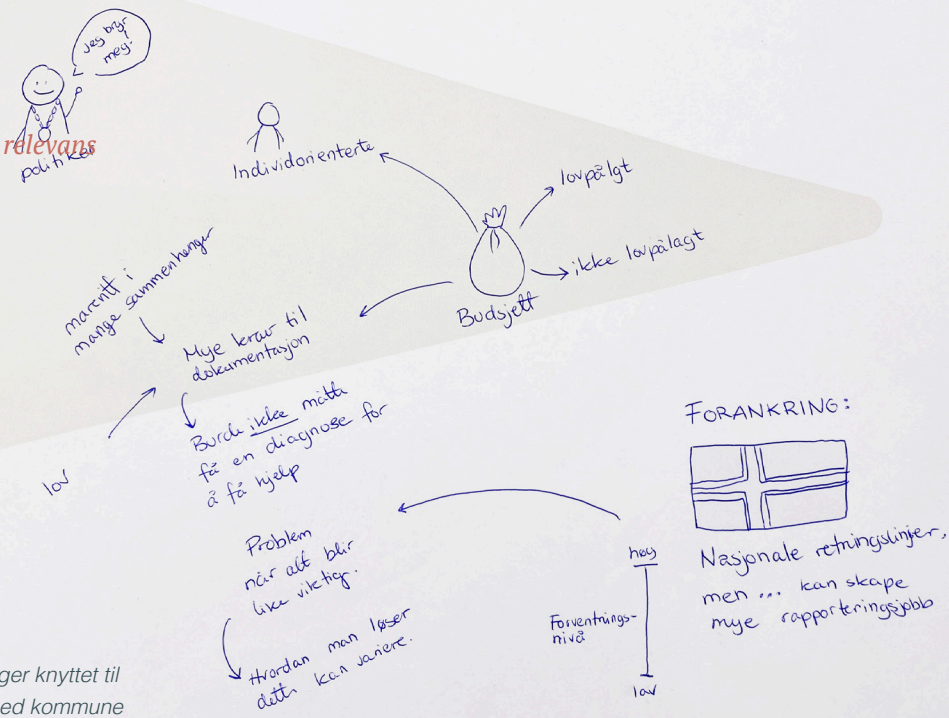 Jeg bryr
meg.
relevans
politiker
Individorienterte
lovpålgt
ikke lovpålagt
Budsjett
mareritt i
mange sammenhenger
Mye krav til
dokumentasjon
lov
Burde ikke måtte
få en diagnose for
å få hjelp
FORANKRING:
Problem
når alt blir
like viktig.
Hvordan man løser
dette kan variere.
høy
Forventnings-
nivå
lav
Nasjonale retningslinjer,
men ... kan skape
mye rapporteringsjobb
ger knyttet til
ed kommune